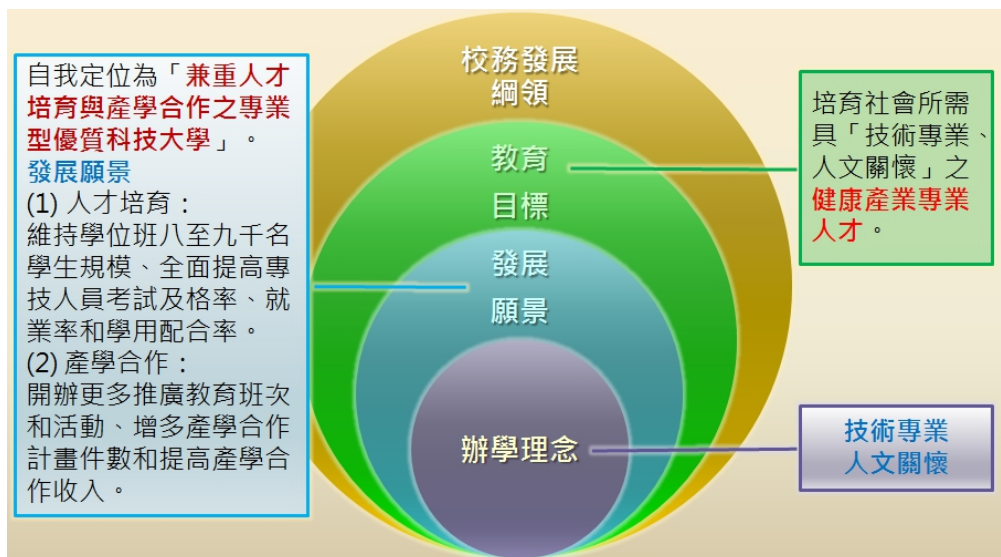 自我定位為「兼重人才
培育與產學合作之專業
型優質科技大學」。
發展願景
(1) 人才培育：
維持學位班八至九千名
學生規模、全面提高專
技人員考試及格率、就
業率和學用配合率。
(2) 產學合作：
開辦更多推廣教育班次
和活動、增多產學合作
計畫件數和提高產學合
作收入。
校務發展
綱領
教育
目標
發展
願景
辦學理念
培育社會所需
具「技術專業、
人文關懷」之
健康產業專業
人才。
技術專業
人文關懷